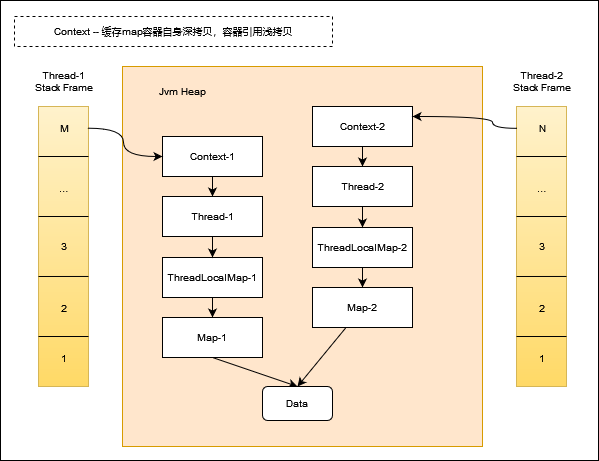 Context -- 缓存map容器自身深拷贝，容器引用浅拷贝
Thread-1
Stack Frame
M
...
3
2
1
Jvm Heap
Context-1
Thread-1
ThreadLocalMap-1
Map-1
Context-2
Thread-2
ThreadLocalMap-2
Map-2
Data
Thread-2
Stack Frame
N
...
3
2
1